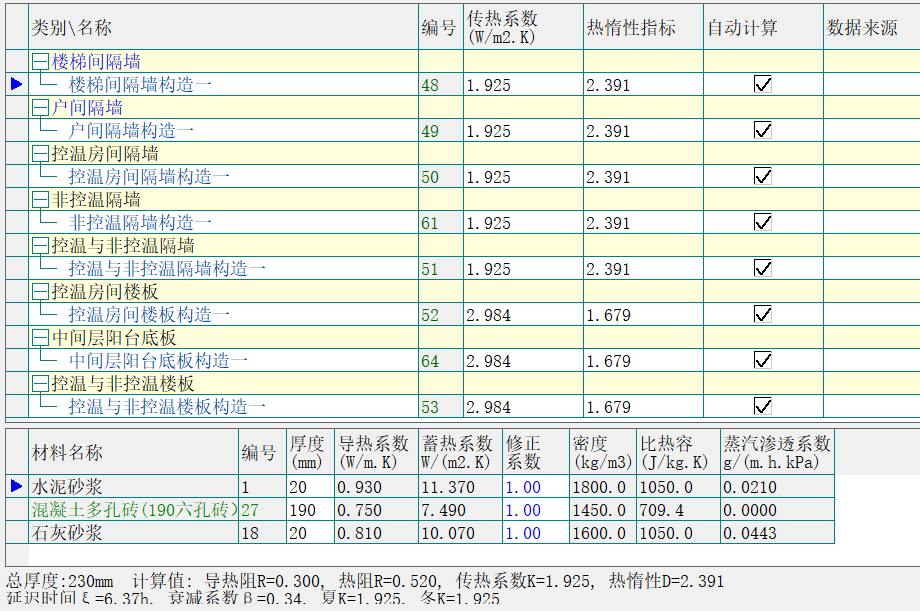 类别\名称 编号 传热系数(W/m2.K) 热惰性指标 自动计算 数据来源
楼梯间隔墙
楼梯间隔墙构造一 48 1.925 2.391
户间隔墙
户间隔墙构造一 49 1.925 2.391
控温房间隔墙
控温房间隔墙构造一 50 1.925 2.391
非控温隔墙
非控温隔墙构造一 61 1.925 2.391
控温与非控温隔墙
控温与非控温隔墙构造一 51 1.925 2.391
控温房间楼板
控温房间楼板构造一 52 2.984 1.679
中间层阳台底板
中间层阳台底板构造一 64 2.984 1.679
控温与非控温楼板
控温与非控温楼板构造一 53 2.984 1.679
材料名称 编号 厚度(mm) 导热系数(W/m.K) 蓄热系数W/(m2.K) 修正系数 密度(kg/m3) 比热容(J/kg.K) 蒸汽渗透系数g/(m.h.kPa)
水泥砂浆 1 20 0.930 11.370 1.00 1800.0 1050.0 0.0210
混凝土多孔砖(190六孔砖) 27 190 0.750 7.490 1.00 1450.0 709.4 0.0000
石灰砂浆 18 20 0.810 10.070 1.00 1600.0 1050.0 0.0443
总厚度:230mm 计算值: 导热阻R=0.300, 热阻R=0.520, 传热系数K=1.925, 热惰性D=2.391
延迟时间ξ=6.37h, 衰减系数β=0.34, 夏K=1.925, 冬K=1.925